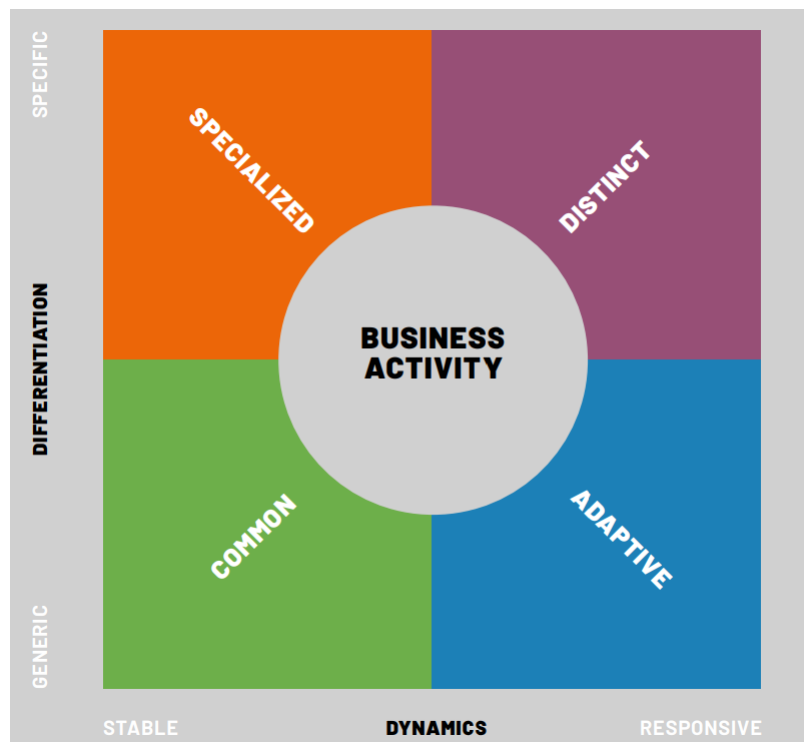 SPECIFIC
SPECIALIZED
DISTINCT
DIFFERENTIATION
BUSINESS
ACTIVITY
COMMON
ADAPTIVE
GENERIC
STABLE
DYNAMICS
RESPONSIVE